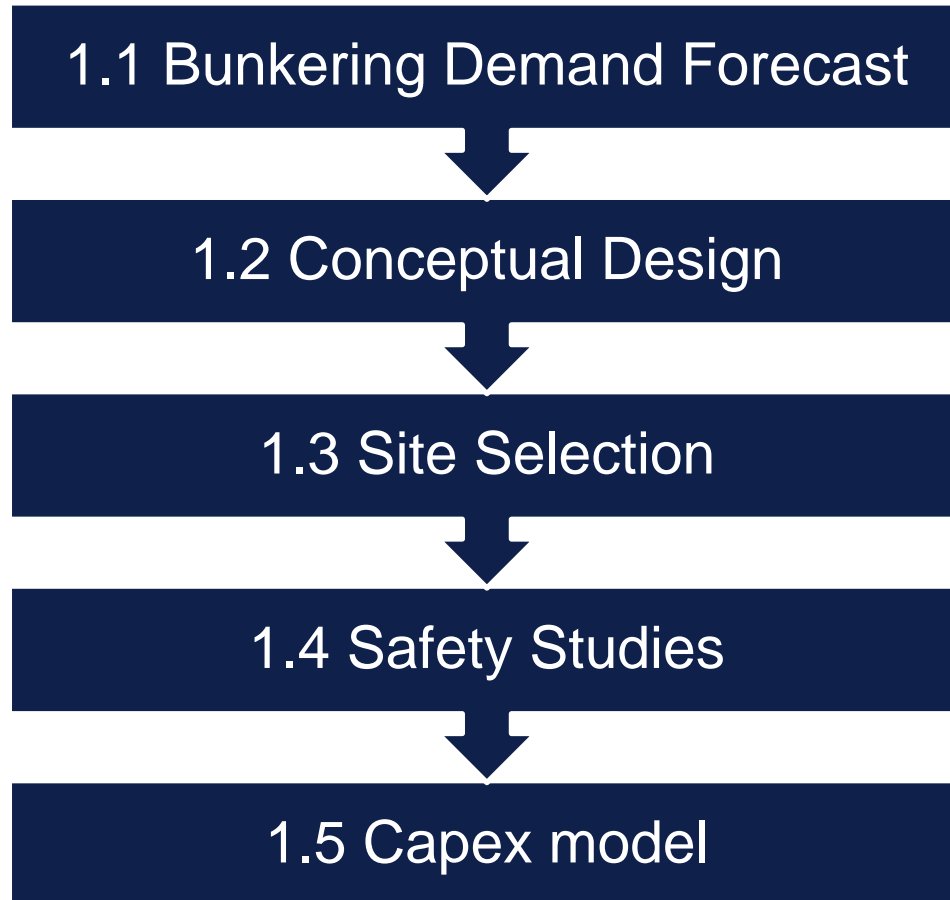 1.1 Bunkering Demand Forecast
1.2 Conceptual Design
1.3 Site Selection
1.4 Safety Studies
1.5 Capex model